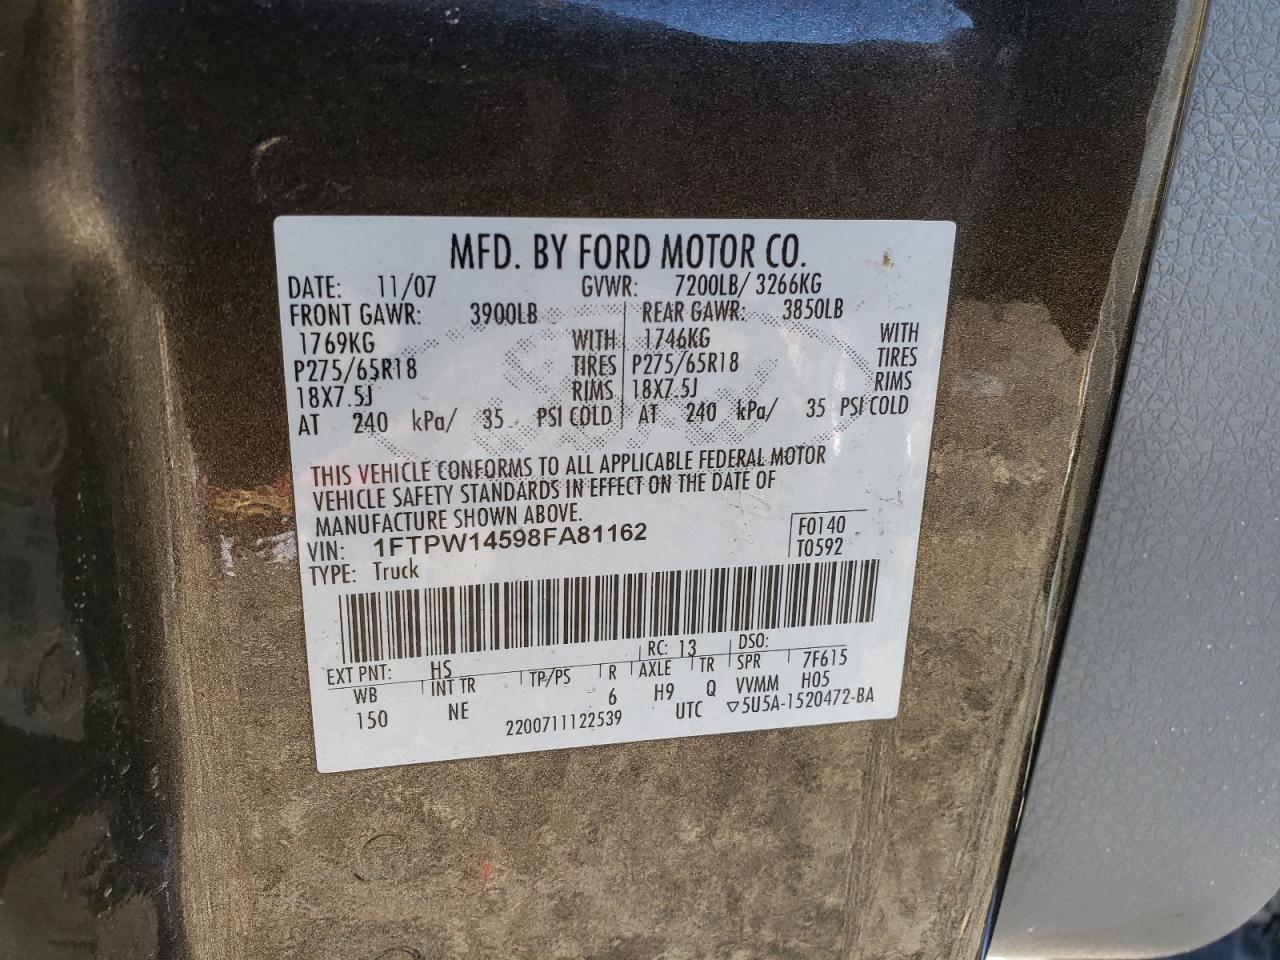 MFD. BY FORD MOTOR CO.
DATE: 11/07 GVWR: 7200LB/ 3266KG
FRONT GAWR: 3900LB REAR GAWR: 3850LB
1769KG WITH 1746KG WITH
P275/65R18 TIRES P275/65R18 TIRES
18X7.5J RIMS 18X7.5J RIMS
AT 240 kPa/ 35 PSI COLD AT 240 kPa/ 35 PSI COLD
THIS VEHICLE CONFORMS TO ALL APPLICABLE FEDERAL MOTOR
VEHICLE SAFETY STANDARDS IN EFFECT ON THE DATE OF
MANUFACTURE SHOWN ABOVE.
VIN: 1FTPW14598FA81162 F0140
TYPE: Truck T0592
EXT PNT: HS RC: 13 DSO:
WB INT TR TP/PS R AXLE TR SPR 7F615
150 NE 6 H9 Q VVMM H05
2200711122539 UTC ▽5U5A-1520472-BA